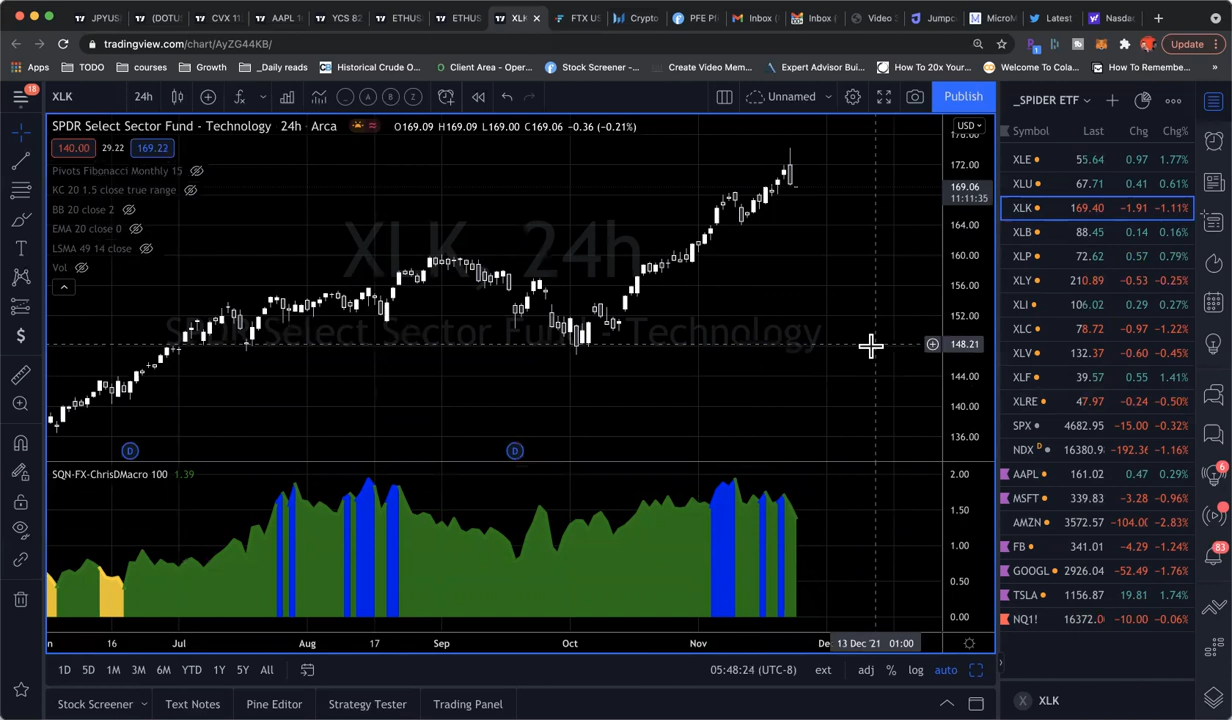 JPYUS
(DOTU
CVX 11
AAPL 1
YCS 82
ETHUS
ETHUS
XLK
FTX US
Crypto
PFE Pf
Inbox (
Inbox (
Video
Jumpc
MicroM
Latest
Nasda
tradingview.com/chart/AyZG44KB/
Update
Apps
TODO
courses
Growth
_Daily reads
Historical Crude O...
Client Area - Oper...
Stock Screener -...
Create Video Mem...
Expert Advisor Bui...
How To 20x Your...
Welcome To Cola...
How To Remembe...
»
18
XLK
24h
Unnamed
Publish
_SPIDER ETF
SPDR Select Sector Fund - Technology 24h Arca O169.09 H169.09 L169.00 C169.06 -0.36 (-0.21%)
USD
140.00 29.22 169.22
Pivots Fibonacci Monthly 15
KC 20 1.5 close true range
BB 20 close 2
EMA 20 close 0
LSMA 49 14 close
Vol
XLK, 24h
SPDR Select Sector Fund - Technology
176.00
172.00
169.06
11:11:35
164.00
160.00
156.00
152.00
148.21
144.00
140.00
136.00
D
D
SQN-FX-ChrisDMacro 100 1.39
2.00
1.50
1.00
0.50
0.00
n 16 Jul Aug 17 Sep Oct Nov De 13 Dec '21 01:00
1D 5D 1M 3M 6M YTD 1Y 5Y All
05:48:24 (UTC-8) ext adj % log auto
Stock Screener
Text Notes
Pine Editor
Strategy Tester
Trading Panel
Symbol Last Chg Chg%
XLE 55.64 0.97 1.77%
XLU 67.71 0.41 0.61%
XLK 169.40 -1.91 -1.11%
XLB 88.45 0.14 0.16%
XLP 72.62 0.57 0.79%
XLY 210.89 -0.53 -0.25%
XLI 106.02 0.29 0.27%
XLC 78.72 -0.97 -1.22%
XLV 132.37 -0.60 -0.45%
XLF 39.57 0.55 1.41%
XLRE 47.97 -0.24 -0.50%
SPX 4682.95 -15.00 -0.32%
NDX D 16380.9 -192.36 -1.16%
AAPL 161.02 0.47 0.29%
MSFT 339.83 -3.28 -0.96%
AMZN 3572.57 -104.00 -2.83%
FB 341.01 -4.29 -1.24%
GOOGL 2926.04 -52.49 -1.76%
TSLA 1156.87 19.81 1.74%
NQ1! 16372.0 -10.00 -0.06%
X XLK
6
83